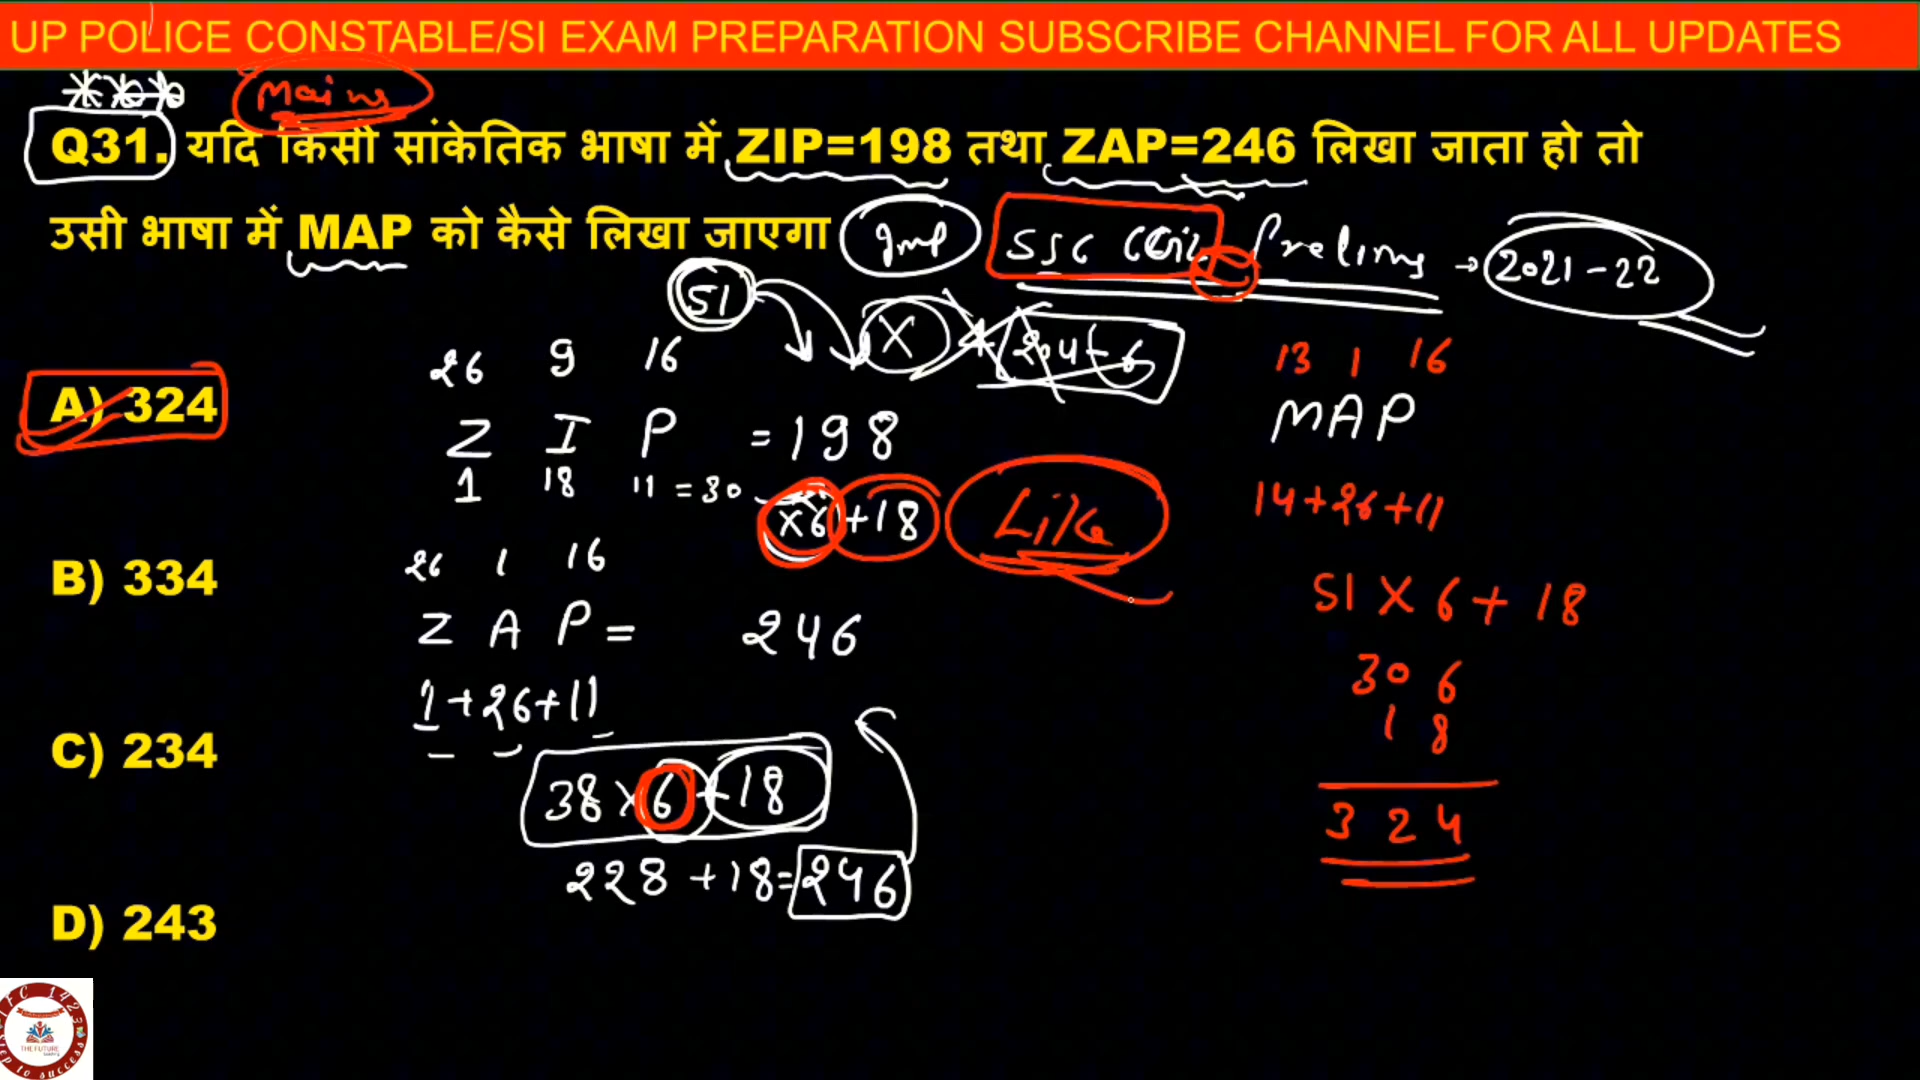 UP POLICE CONSTABLE/SI EXAM PREPARATION SUBSCRIBE CHANNEL FOR ALL UPDATES
Mains
Q31. यदि किसी सांकेतिक भाषा में ZIP=198 तथा ZAP=246 लिखा जाता हो तो
उसी भाषा में MAP को कैसे लिखा जाएगा
Imp
SSC CGL Prelims → 2021-22
51
X
A) 324
B) 334
C) 234
D) 243
26 9 16
Z I P = 198
1 18 11 = 30
×6 +18
Like
26 1 16
Z A P = 246
1+26+11
38×6+18
228 +18=246
13 1 16
MAP
14+26+11
51 × 6 + 18
306
18
324
THE FUTURE